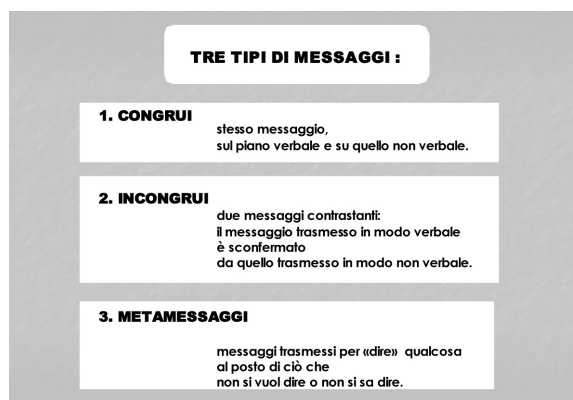 TRE TIPI DI MESSAGGI :
1. CONGRUI
stesso messaggio,
sul piano verbale e su quello non verbale.
2. INCONGRUI
due messaggi contrastanti:
il messaggio trasmesso in modo verbale
è sconfermato
da quello trasmesso in modo non verbale.
3. METAMESSAGGI
messaggi trasmessi per «dire» qualcosa
al posto di ciò che
non si vuol dire o non si sa dire.